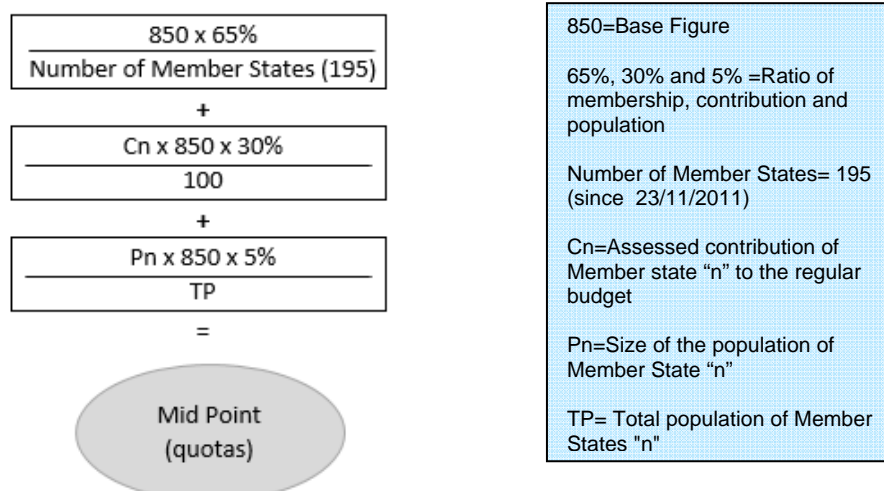 850 x 65%
Number of Member States (195)
+
Cn x 850 x 30%
100
+
Pn x 850 x 5%
TP
=
Mid Point
(quotas)
850=Base Figure
65%, 30% and 5% =Ratio of
membership, contribution and
population
Number of Member States= 195
(since 23/11/2011)
Cn=Assessed contribution of
Member state “n” to the regular
budget
Pn=Size of the population of
Member State “n”
TP= Total population of Member
States "n"